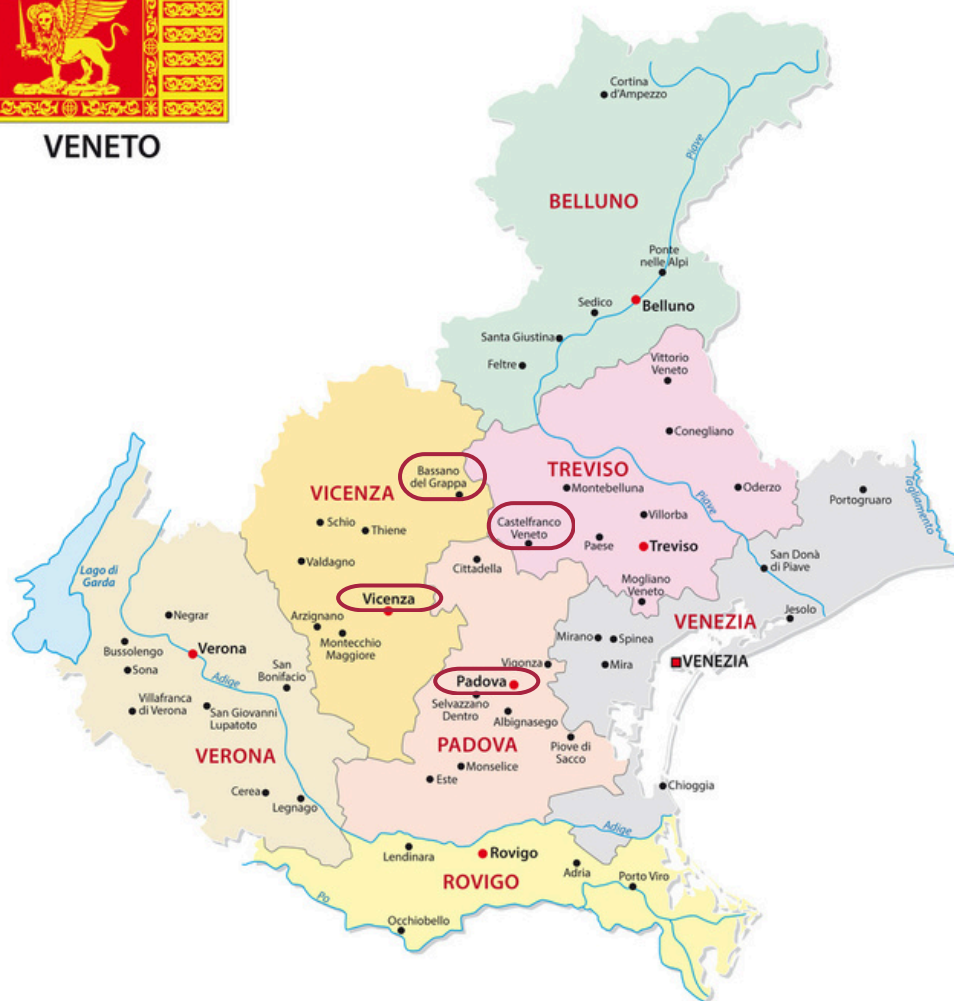 VENETO
Cortina
d'Ampezzo
Piave
BELLUNO
Ponte
nelle Alpi
Sedico
Belluno
Santa Giustina
Feltre
Vittorio
Veneto
Conegliano
TREVISO
Bassano
del Grappa
Montebelluna
Oderzo
Portogruaro
Tagliamento
VICENZA
Piave
Schio
Thiene
Castelfranco
Veneto
Villorba
Paese
Treviso
Valdagno
Cittadella
San Donà
di Piave
Lago di
Garda
Mogliano
Veneto
Vicenza
Negrar
Arzignano
Jesolo
VENEZIA
Montecchio
Maggiore
Mirano
Spinea
Bussolengo
Verona
VENEZIA
Sona
San
Bonifacio
Vigonza
Mira
Adige
Padova
Villafranca
di Verona
San Giovanni
Lupatoto
Selvazzano
Dentro
Albignasego
PADOVA
Piove di
Sacco
VERONA
Monselice
Este
Chioggia
Cerea
Legnago
Adige
Lendinara
Rovigo
Adria
Porto Viro
ROVIGO
Po
Occhiobello